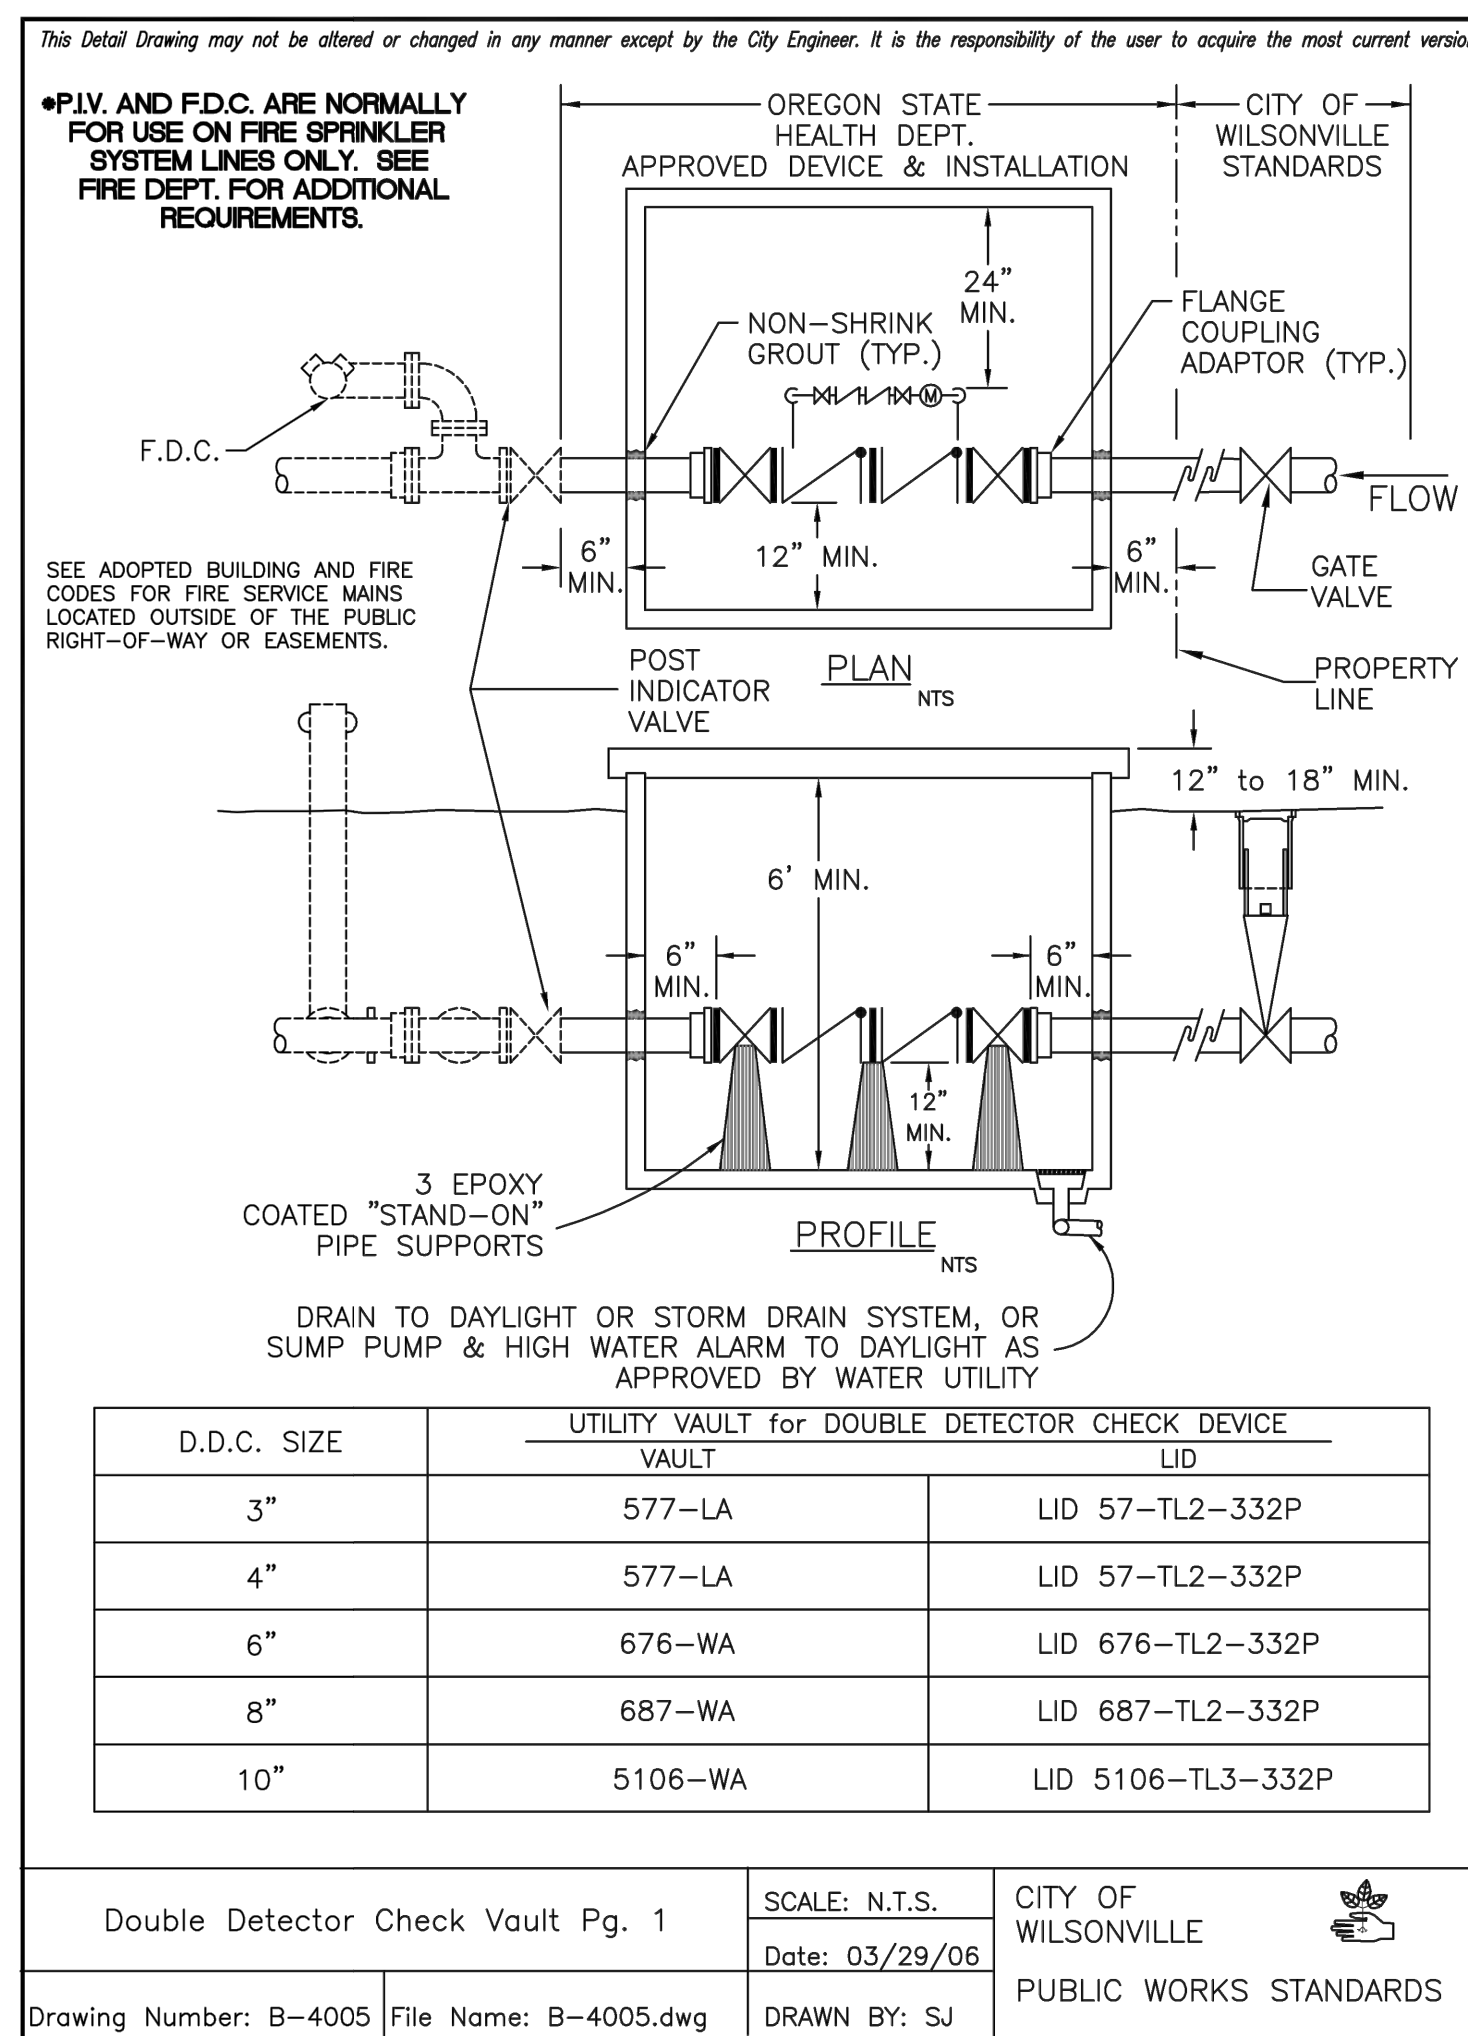 This Detail Drawing may not be altered or changed in any manner except by the City Engineer. It is the responsibility of the user to acquire the most current
*P.I.V. AND F.D.C. ARE NORMALLY
FOR USE ON FIRE SPRINKLER
SYSTEM LINES ONLY. SEE
FIRE DEPT. FOR ADDITIONAL
REQUIREMENTS.
OREGON STATE
HEALTH DEPT.
APPROVED DEVICE & INSTALLATION
CITY OF
WILSONVILLE
STANDARDS
24"
MIN.
NON-SHRINK
GROUT (TYP.)
FLANGE
COUPLING
ADAPTOR (TYP.)
M
F.D.C.
FLOW
6"
MIN.
12" MIN.
6"
MIN.
GATE
VALVE
SEE ADOPTED BUILDING AND FIRE
CODES FOR FIRE SERVICE MAINS
LOCATED OUTSIDE OF THE PUBLIC
RIGHT-OF-WAY OR EASEMENTS.
POST
INDICATOR
VALVE
PLAN
NTS
PROPERTY
LINE
12" to 18" MIN.
6' MIN.
6"
MIN.
6"
MIN.
12"
MIN.
3 EPOXY
COATED "STAND-ON"
PIPE SUPPORTS
PROFILE
NTS
DRAIN TO DAYLIGHT OR STORM DRAIN SYSTEM, OR
SUMP PUMP & HIGH WATER ALARM TO DAYLIGHT AS
APPROVED BY WATER UTILITY
D.D.C. SIZE
UTILITY VAULT for DOUBLE DETECTOR CHECK DEVICE
VAULT LID
3" 577-LA LID 57-TL2-332P
4" 577-LA LID 57-TL2-332P
6" 676-WA LID 676-TL2-332P
8" 687-WA LID 687-TL2-332P
10" 5106-WA LID 5106-TL3-332P
Double Detector Check Vault Pg. 1
SCALE: N.T.S.
Date: 03/29/06
Drawing Number: B-4005
File Name: B-4005.dwg
DRAWN BY: SJ
CITY OF
WILSONVILLE
PUBLIC WORKS STANDARDS